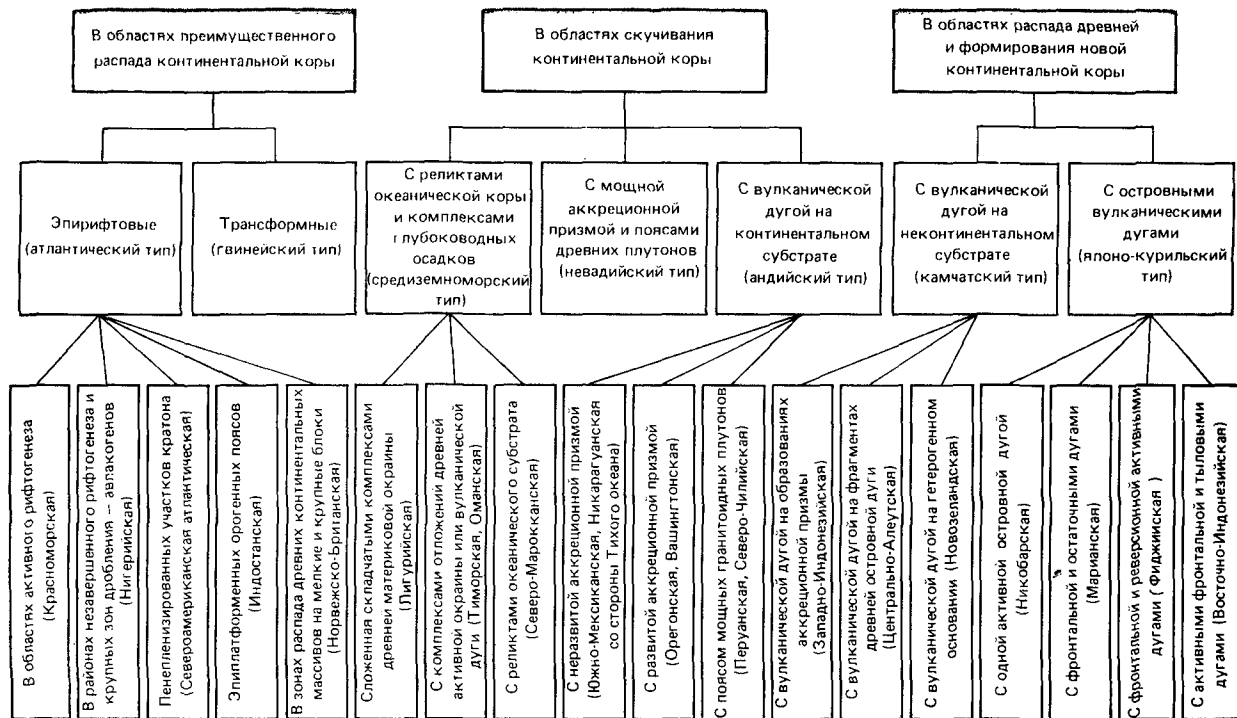 В областях преимущественного
распада континентальной коры
В областях скучивания
континентальной коры
В областях распада древней
и формирования новой
континентальной коры
Эпирифтовые
(атлантический тип)
Трансформные
(гвинейский тип)
С реликтами
океанической коры
и комплексами
глубоководных
осадков
(средиземноморский
тип)
С мощной
аккреционной
призмой и поясами
древних плутонов
(невадийский тип)
С вулканической
дугой на
континентальном
субстрате
(андийский тип)
С вулканической
дугой на
неконтинентальном
субстрате
(камчатский тип)
С островными
вулканическими
дугами
(японо-курильский
тип)
В областях активного рифтогенеза
(Красноморская)
В районах незавершенного рифтогенеза и
крупных зон дробления – авлакогенов
(Нигерийская)
Пенепленизированных участков кратона
(Североамериканская атлантическая)
Эпиплатформенных орогенных поясов
(Индостанская)
В зонах распада древних континентальных
массивов на мелкие и крупные блоки
(Норвежско-Британская)
Сложенная складчатыми комплексами
древней материковой окраины
(Лигурийская)
С комплексами отложений древней
активной окраины или вулканической
дуги (Тиморская, Оманская)
С реликтами океанического субстрата
(Северо-Марокканская)
С неразвитой аккреционной призмой
(Южно-Мексиканская, Никарагуанская
со стороны Тихого океана)
С развитой аккреционной призмой
(Орегонская, Вашингтонская)
С поясом мощных гранитоидных плутонов
(Перуанская, Северо-Чилийская)
С вулканической дугой на образованиях
аккреционной призмы
(Западно-Индонезийская)
С вулканической дугой на фрагментах
древней островной дуги
(Центрально-Алеутская)
С вулканической дугой на гетерогенном
основании (Новозеландская)
С одной активной островной дугой
(Никобарская)
С фронтальной и остаточными дугами
(Марианская)
С фронтальной и реверсионной активными
дугами (Фиджийская)
С активными фронтальной и тыловыми
дугами (Восточно-Индонезийская)